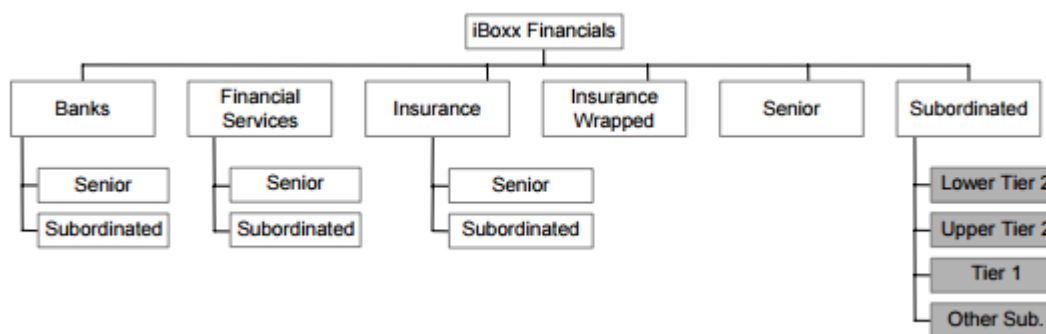 iBoxx Financials
Banks
Financial
Services
Insurance
Insurance
Wrapped
Senior
Subordinated
Senior
Subordinated
Senior
Subordinated
Senior
Subordinated
Lower Tier 2
Upper Tier 2
Tier 1
Other Sub.